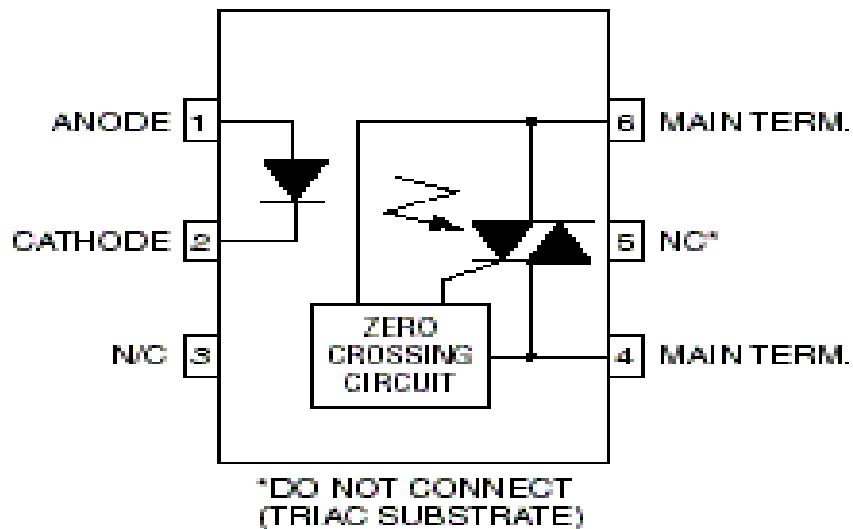 ANODE 1
CATHODE 2
N/C 3
6 MAIN TERM.
5 NC*
4 MAIN TERM.
ZERO
CROSSING
CIRCUIT
*DO NOT CONNECT
(TRIAC SUBSTRATE)